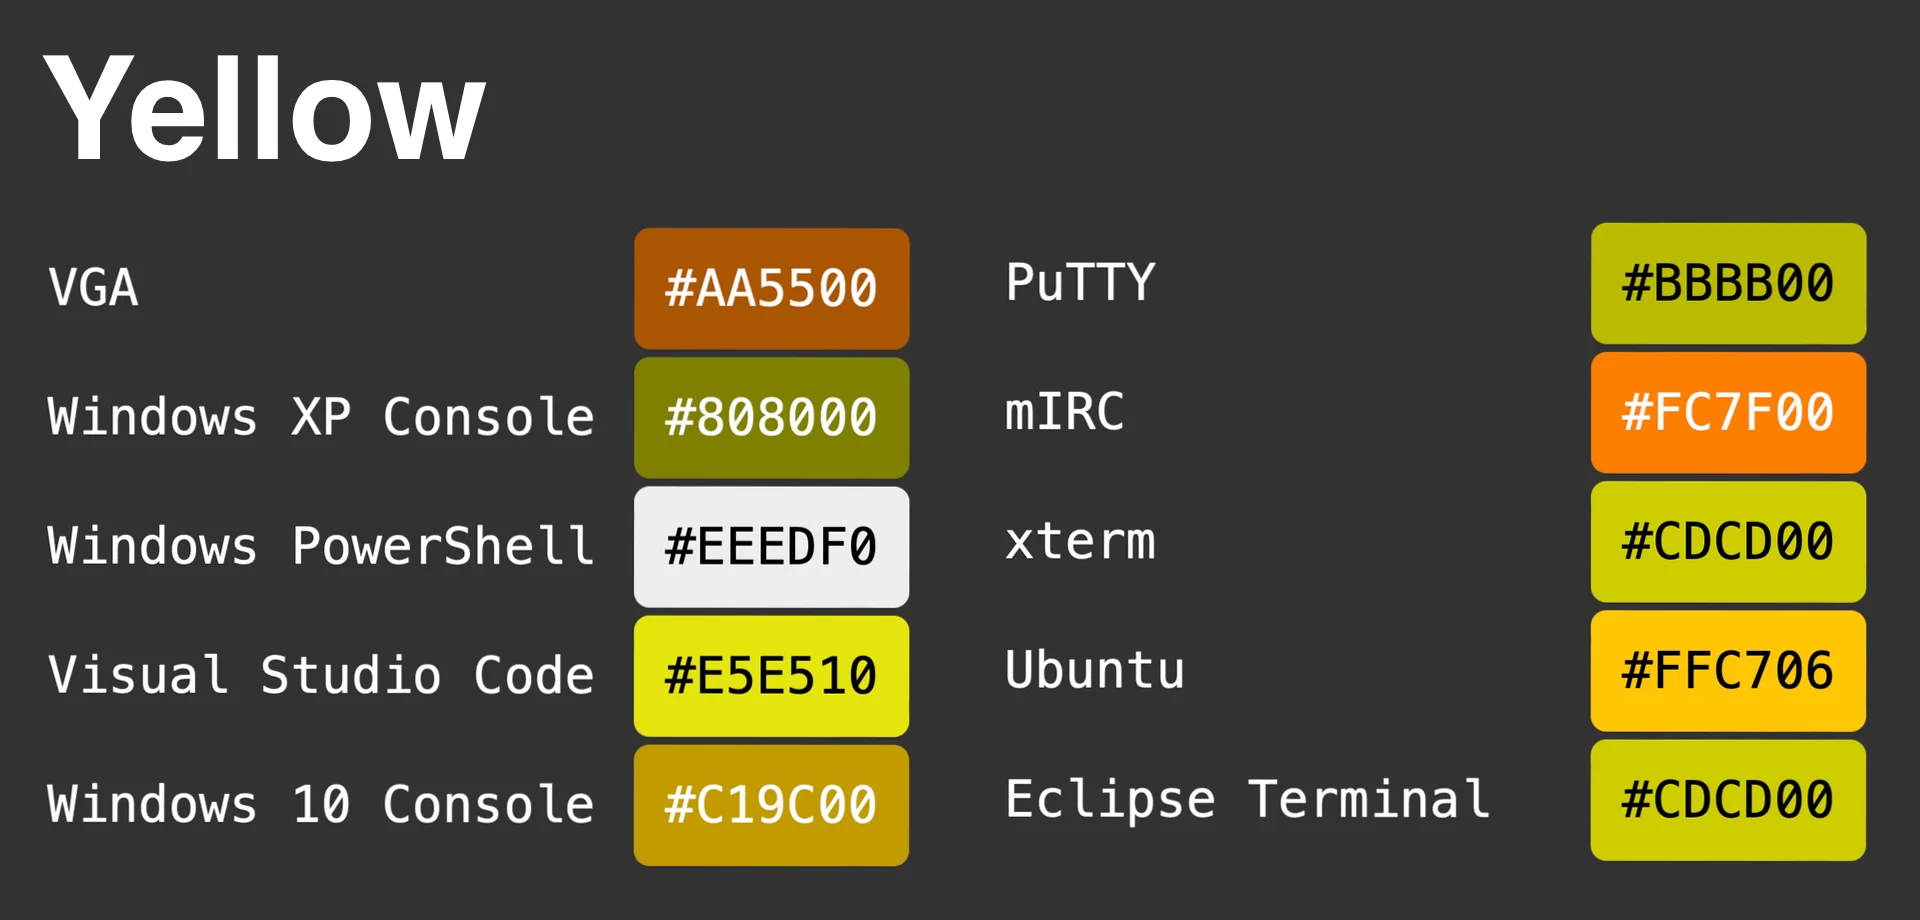 Yellow
VGA #AA5500
Windows XP Console #808000
Windows PowerShell #EEEDF0
Visual Studio Code #E5E510
Windows 10 Console #C19C00
PuTTY #BBBB00
mIRC #FC7F00
xterm #CDCD00
Ubuntu #FFC706
Eclipse Terminal #CDCD00